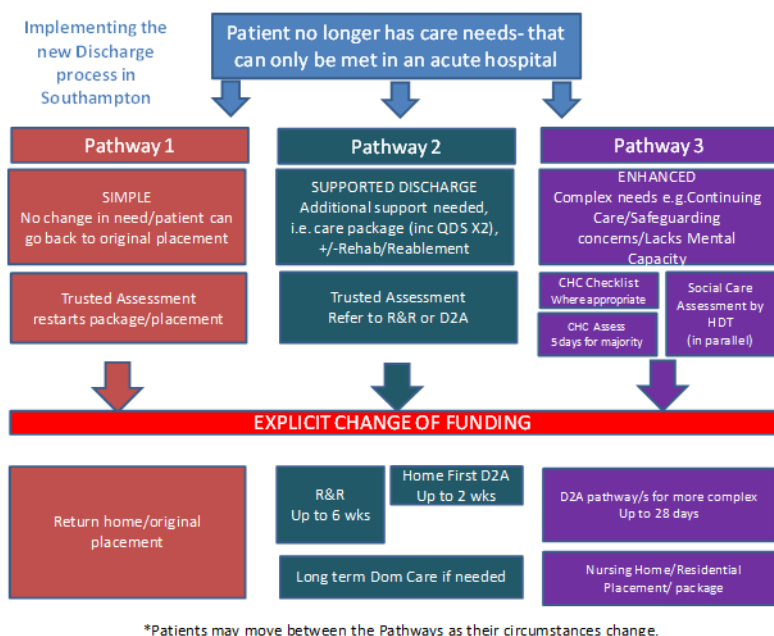 Implementing the
new Discharge
process in
Southampton
Patient no longer has care needs- that
can only be met in an acute hospital
Pathway 1
SIMPLE
No change in need/patient can
go back to original placement
Trusted Assessment
restarts package/placement
Pathway 2
SUPPORTED DISCHARGE
Additional support needed,
i.e. care package (inc QDS X2),
+/-Rehab/Reablement
Trusted Assessment
Refer to R&R or D2A
Pathway 3
ENHANCED
Complex needs e.g.Continuing
Care/Safeguarding
concerns/Lacks Mental
Capacity
CHC Checklist
Where appropriate
CHC Assess
5 days for majority
Social Care
Assessment by
HDT
(in parallel)
EXPLICIT CHANGE OF FUNDING
Return home/original
placement
R&R
Up to 6 wks
Home First D2A
Up to 2 wks
Long term Dom Care if needed
D2A pathway/s for more complex
Up to 28 days
Nursing Home/Residential
Placement/ package
*Patients may move between the Pathways as their circumstances change.